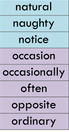 natural
naughty
notice
occasion
occasionally
often
opposite
ordinary